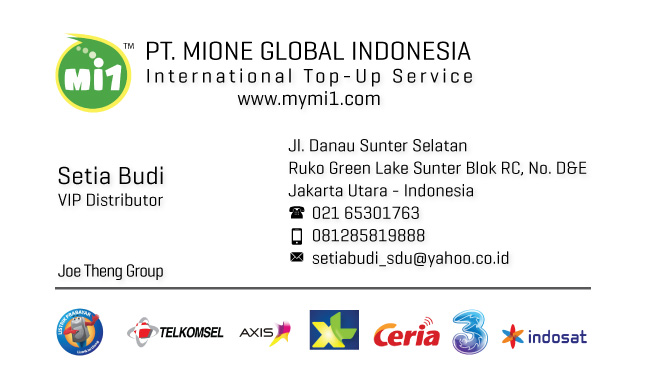 mi1 TM
PT. MIONE GLOBAL INDONESIA
International Top-Up Service
www.mymi1.com
Setia Budi
VIP Distributor
Joe Theng Group
Jl. Danau Sunter Selatan
Ruko Green Lake Sunter Blok RC, No. D&E
Jakarta Utara - Indonesia
021 65301763
081285819888
setiabudi_sdu@yahoo.co.id
LISTRIK PRABAYAR
TELKOMSEL
AXIS
XL
Ceria
3
indosat